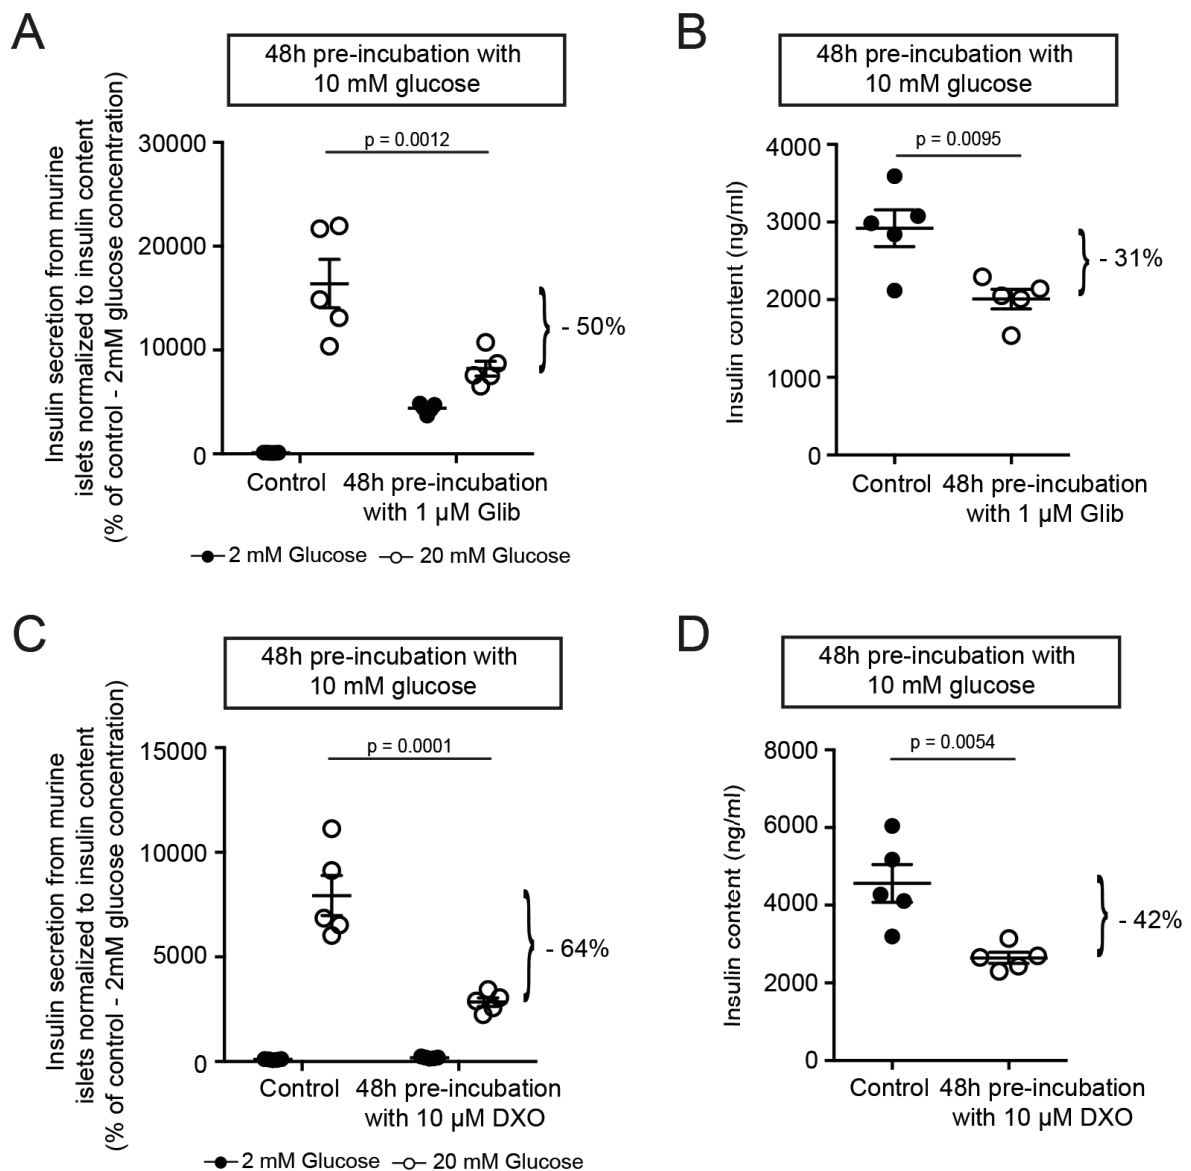 A
48h pre-incubation with
10 mM glucose
Insulin secretion from murine
islets normalized to insulin content
(% of control - 2mM glucose concentration)
30000
20000
10000
0
p = 0.0012
- 50%
Control
48h pre-incubation
with 1 µM Glib
2 mM Glucose
20 mM Glucose
B
48h pre-incubation with
10 mM glucose
Insulin content (ng/ml)
4000
3000
2000
1000
0
p = 0.0095
- 31%
Control
48h pre-incubation
with 1 µM Glib
C
48h pre-incubation with
10 mM glucose
Insulin secretion from murine
islets normalized to insulin content
(% of control - 2mM glucose concentration)
15000
10000
5000
0
p = 0.0001
- 64%
Control
48h pre-incubation
with 10 µM DXO
2 mM Glucose
20 mM Glucose
D
48h pre-incubation with
10 mM glucose
Insulin content (ng/ml)
8000
6000
4000
2000
0
p = 0.0054
- 42%
Control
48h pre-incubation
with 10 µM DXO